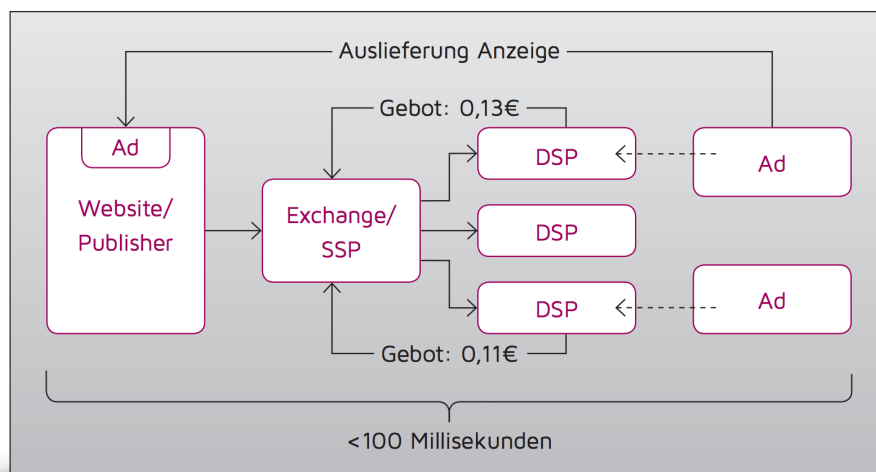 Auslieferung Anzeige
Gebot: 0,13€
Ad
Website/
Publisher
Exchange/
SSP
DSP
DSP
DSP
Ad
Ad
Gebot: 0,11€
<100 Millisekunden